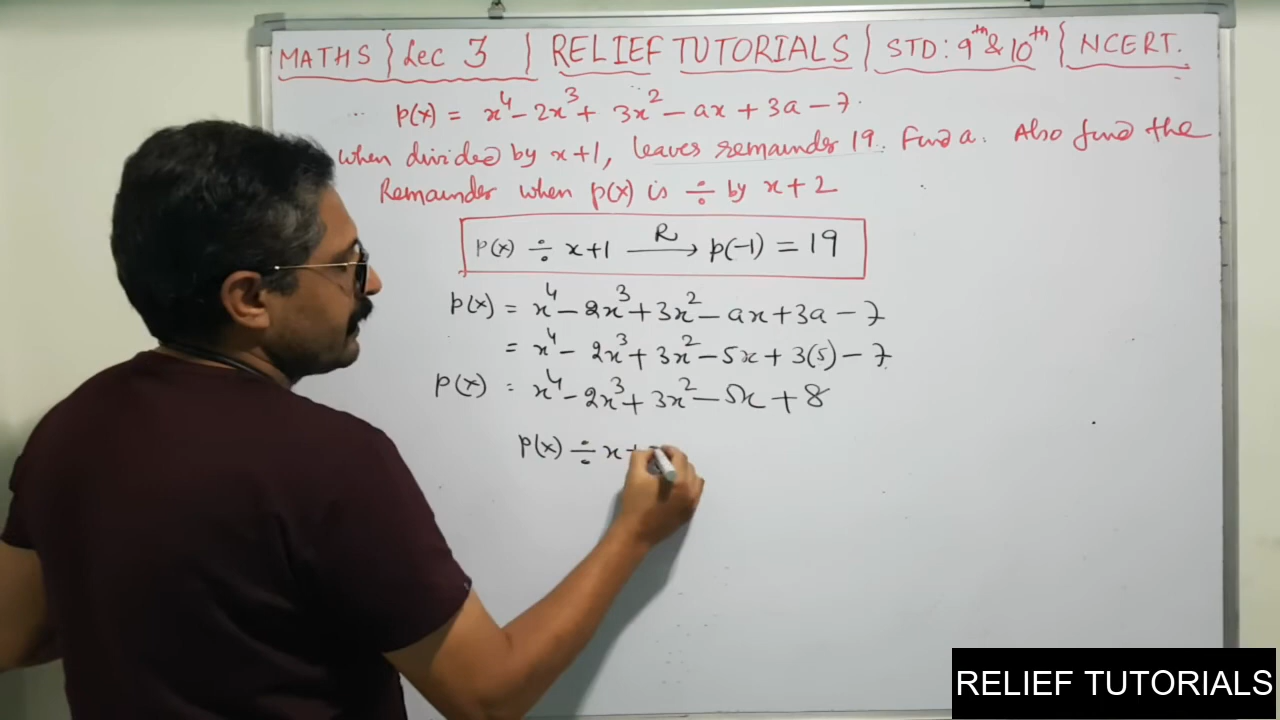 MATHS | Lec 3 | RELIEF TUTORIALS | STD: 9th & 10th | NCERT.
p(x) = x⁴ - 2x³ + 3x² - ax + 3a - 7.
when divided by x+1, leaves remainder 19. Find a. Also find the
Remainder when p(x) is ÷ by x+2
p(x) ÷ x+1 —R→ p(-1) = 19
p(x) = x⁴ - 2x³ + 3x² - ax + 3a - 7
= x⁴ - 2x³ + 3x² - 5x + 3(5) - 7.
p(x) = x⁴ - 2x³ + 3x² - 5x + 8
p(x) ÷ x +
RELIEF TUTORIALS